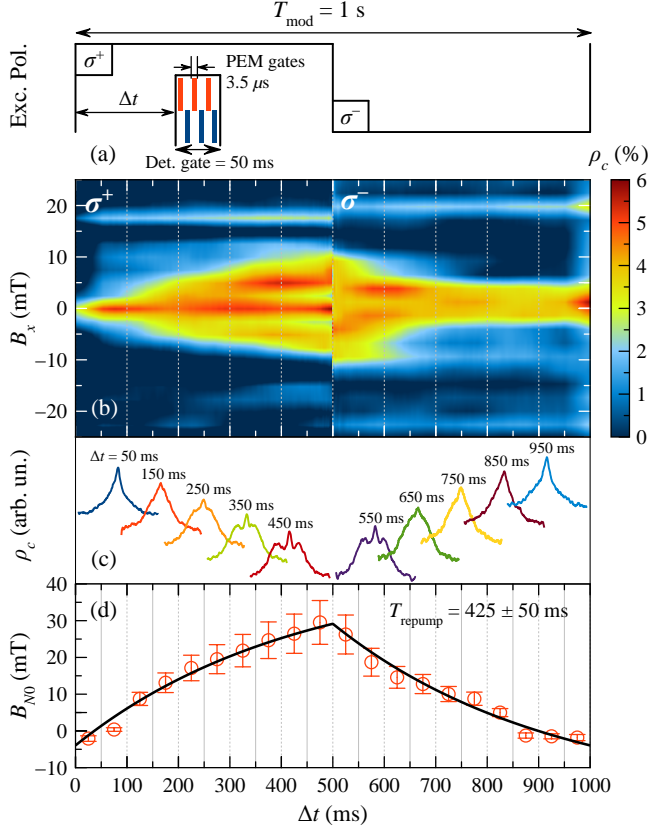 T_mod = 1 s
Exc. Pol.
σ⁺
PEM gates
3.5 μs
Δt
σ⁻
(a)
Det. gate = 50 ms
ρ_c (%)
σ⁺
σ⁻
20
10
0
−10
−20
B_x (mT)
(b)
6
5
4
3
2
1
0
ρ_c (arb. un.)
Δt = 50 ms
150 ms
250 ms
350 ms
450 ms
550 ms
650 ms
750 ms
850 ms
950 ms
(c)
(d)
T_repump = 425 ± 50 ms
B_N0 (mT)
40
30
20
10
0
−10
0 100 200 300 400 500 600 700 800 900 1000
Δt (ms)